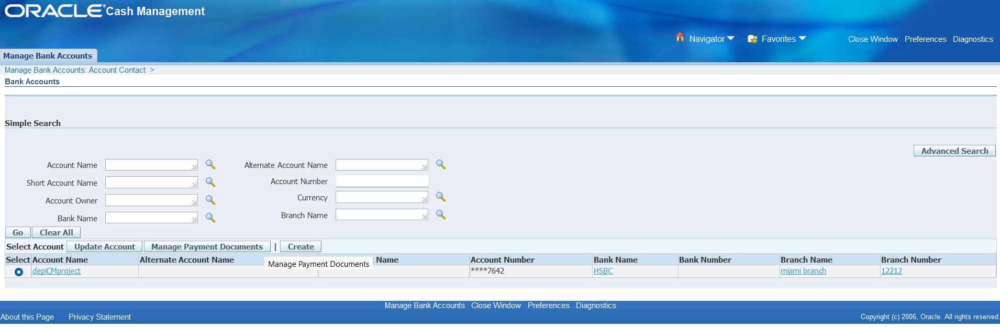 ORACLE® Cash Management
Navigator Favorites Close Window Preferences Diagnostics
Manage Bank Accounts
Manage Bank Accounts: Account Contact >
Bank Accounts
Simple Search
Advanced Search
Account Name Alternate Account Name
Short Account Name Account Number
Account Owner Currency
Bank Name Branch Name
Go Clear All
Select Account Update Account Manage Payment Documents | Create
Select Account Name Alternate Account Name Name Account Number Bank Name Bank Number Branch Name Branch Number
Manage Payment Documents
depiCMproject ****7642 HSBC miami branch 12212
Manage Bank Accounts Close Window Preferences Diagnostics
About this Page Privacy Statement Copyright (c) 2006, Oracle. All rights reserved.